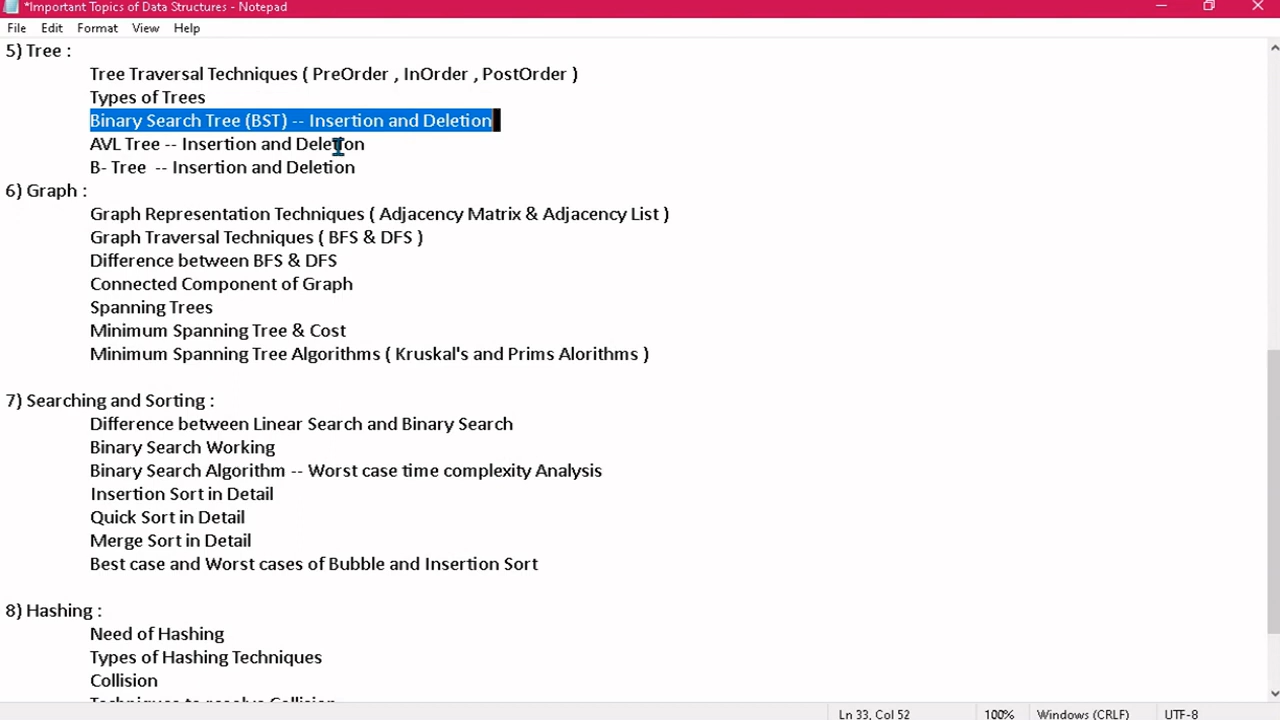 *Important Topics of Data Structures - Notepad
File Edit Format View Help
5) Tree :
Tree Traversal Techniques ( PreOrder , InOrder , PostOrder )
Types of Trees
Binary Search Tree (BST) -- Insertion and Deletion
AVL Tree -- Insertion and Deletion
B- Tree -- Insertion and Deletion
6) Graph :
Graph Representation Techniques ( Adjacency Matrix & Adjacency List )
Graph Traversal Techniques ( BFS & DFS )
Difference between BFS & DFS
Connected Component of Graph
Spanning Trees
Minimum Spanning Tree & Cost
Minimum Spanning Tree Algorithms ( Kruskal's and Prims Alorithms )
7) Searching and Sorting :
Difference between Linear Search and Binary Search
Binary Search Working
Binary Search Algorithm -- Worst case time complexity Analysis
Insertion Sort in Detail
Quick Sort in Detail
Merge Sort in Detail
Best case and Worst cases of Bubble and Insertion Sort
8) Hashing :
Need of Hashing
Types of Hashing Techniques
Collision
Techniques to resolve Collision
Ln 33, Col 52 100% Windows (CRLF) UTF-8